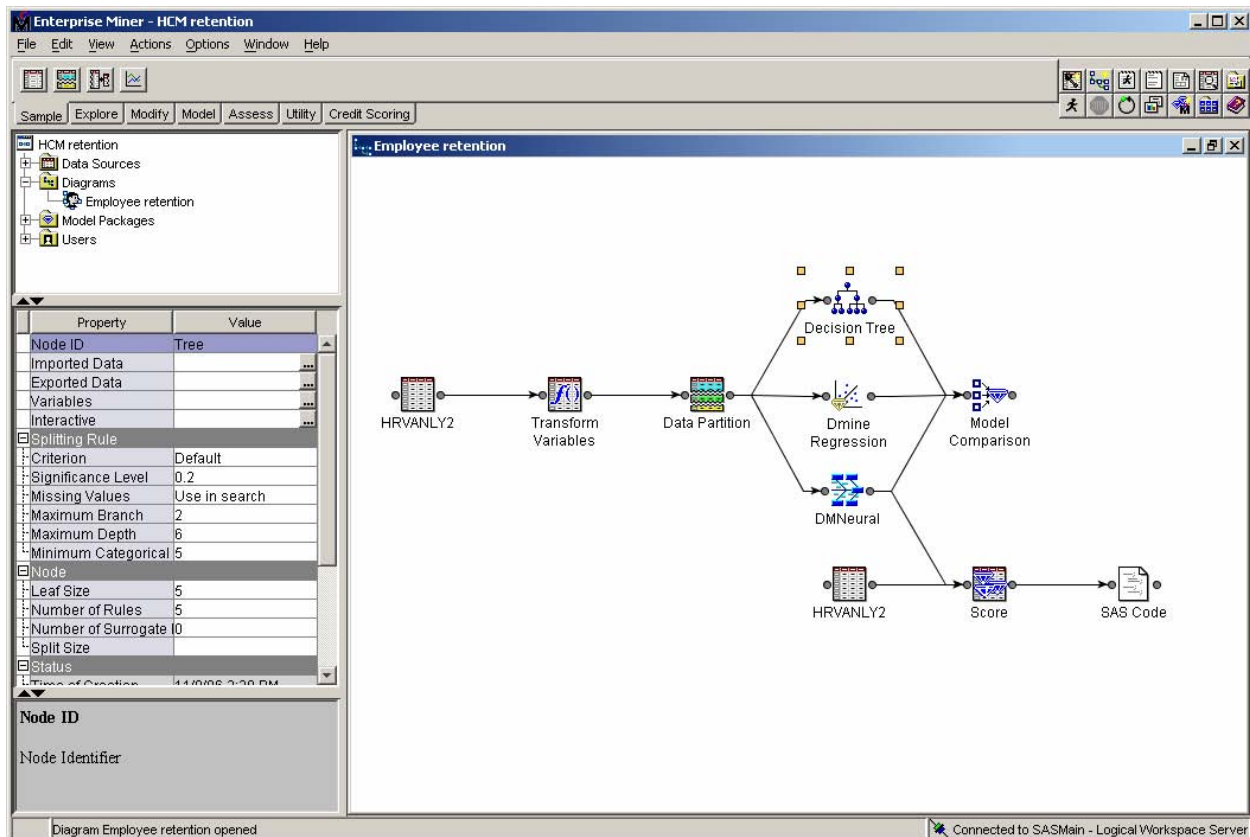 Enterprise Miner - HCM retention
File Edit View Actions Options Window Help
Sample Explore Modify Model Assess Utility Credit Scoring
HCM retention
Data Sources
Diagrams
Employee retention
Model Packages
Users
Property Value
Node ID Tree
Imported Data ...
Exported Data ...
Variables ...
Interactive ...
Splitting Rule
Criterion Default
Significance Level 0.2
Missing Values Use in search
Maximum Branch 2
Maximum Depth 6
Minimum Categorical 5
Node
Leaf Size 5
Number of Rules 5
Number of Surrogate 0
Split Size
Status
Time of Creation
Node ID
Node Identifier
Diagram Employee retention opened
Employee retention
Decision Tree
HRVANLY2
Transform
Variables
Data Partition
Dmine
Regression
Model
Comparison
DMNeural
HRVANLY2
Score
SAS Code
Connected to SASMain - Logical Workspace Server